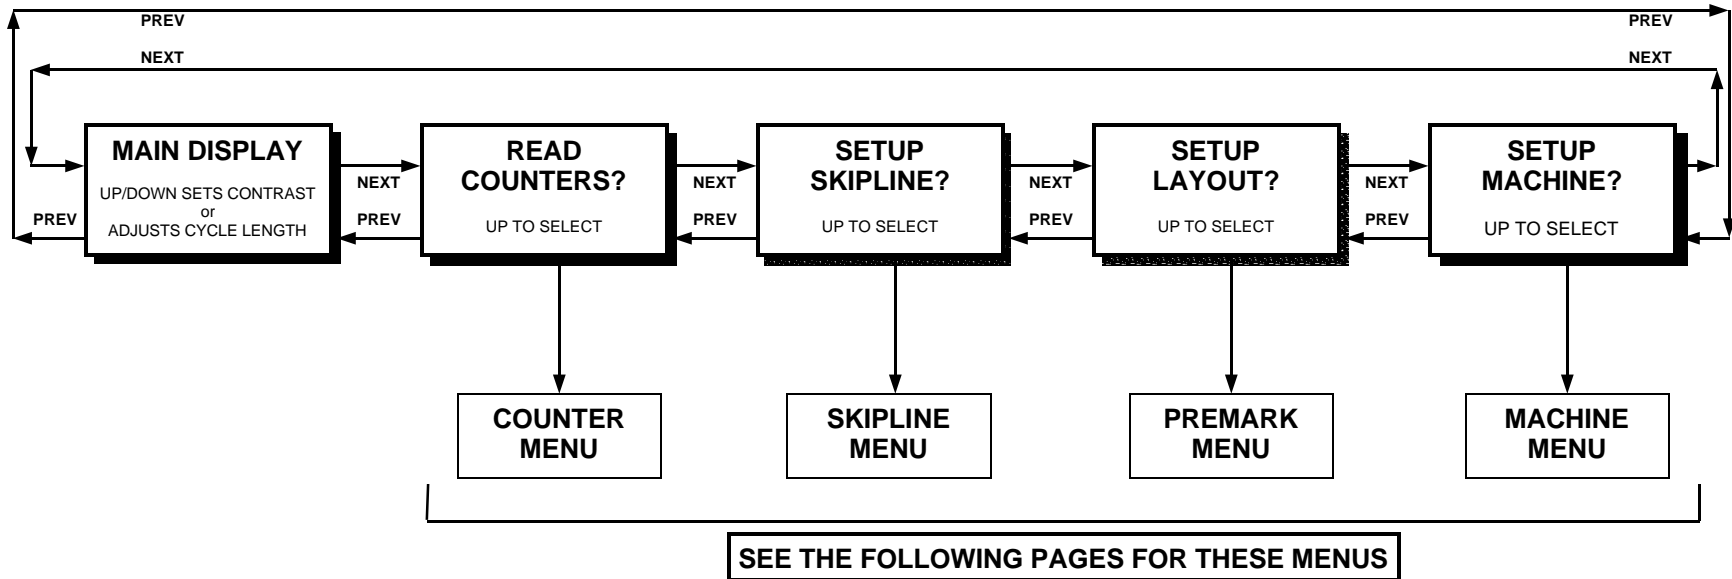 PREV
PREV
NEXT
NEXT
MAIN DISPLAY
UP/DOWN SETS CONTRAST
or
ADJUSTS CYCLE LENGTH
PREV
NEXT
PREV
READ
COUNTERS?
UP TO SELECT
NEXT
PREV
SETUP
SKIPLINE?
UP TO SELECT
NEXT
PREV
SETUP
LAYOUT?
UP TO SELECT
NEXT
PREV
SETUP
MACHINE?
UP TO SELECT
COUNTER
MENU
SKIPLINE
MENU
PREMARK
MENU
MACHINE
MENU
SEE THE FOLLOWING PAGES FOR THESE MENUS